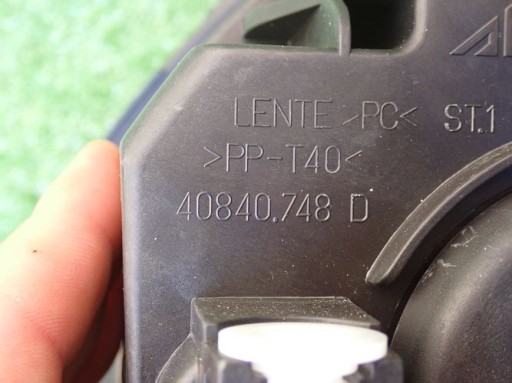 LENTE >PC< ST.1
>PP-T40<
40840.748 D